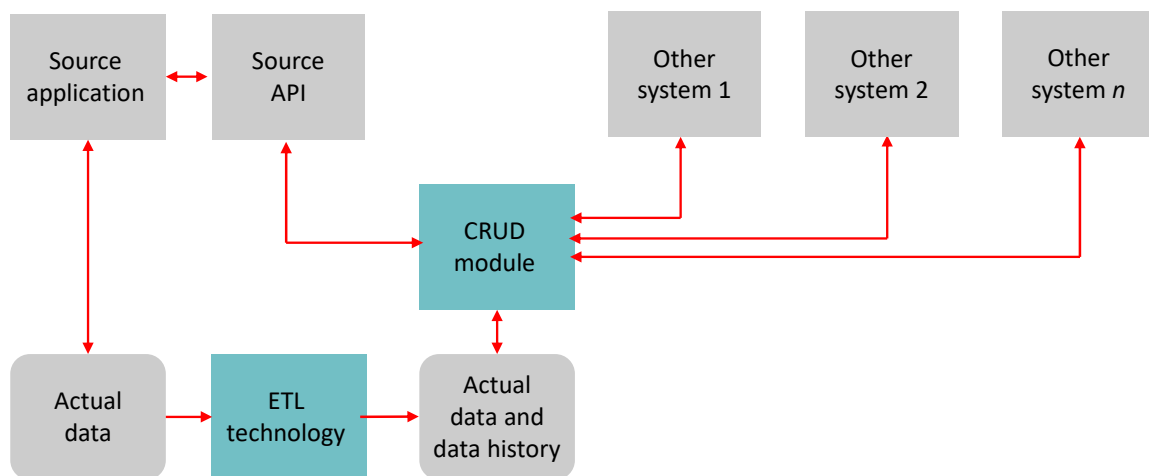 Source
application
Source
API
Other
system 1
Other
system 2
Other
system n
CRUD
module
Actual
data
ETL
technology
Actual
data and
data history